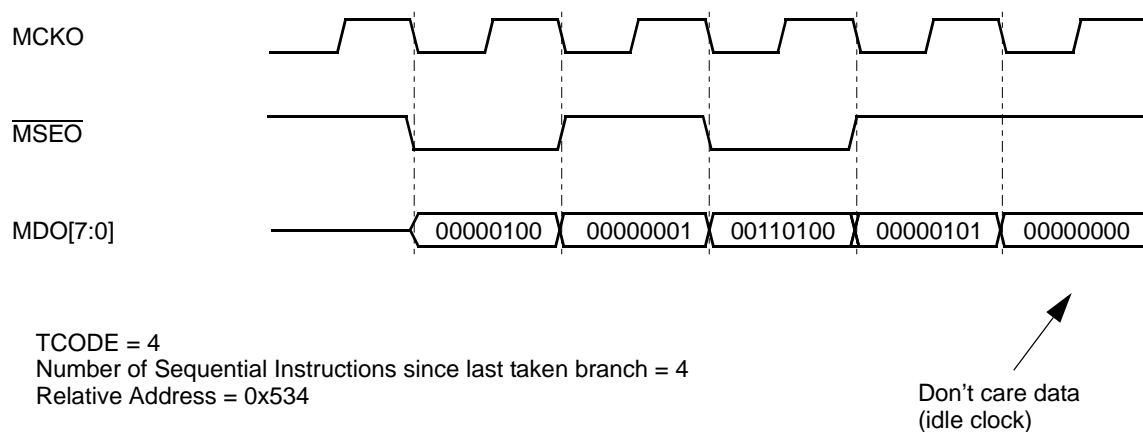 MCKO
MSEO
MDO[7:0]
00000100 00000001 00110100 00000101 00000000
TCODE = 4
Number of Sequential Instructions since last taken branch = 4
Relative Address = 0x534
Don't care data
(idle clock)